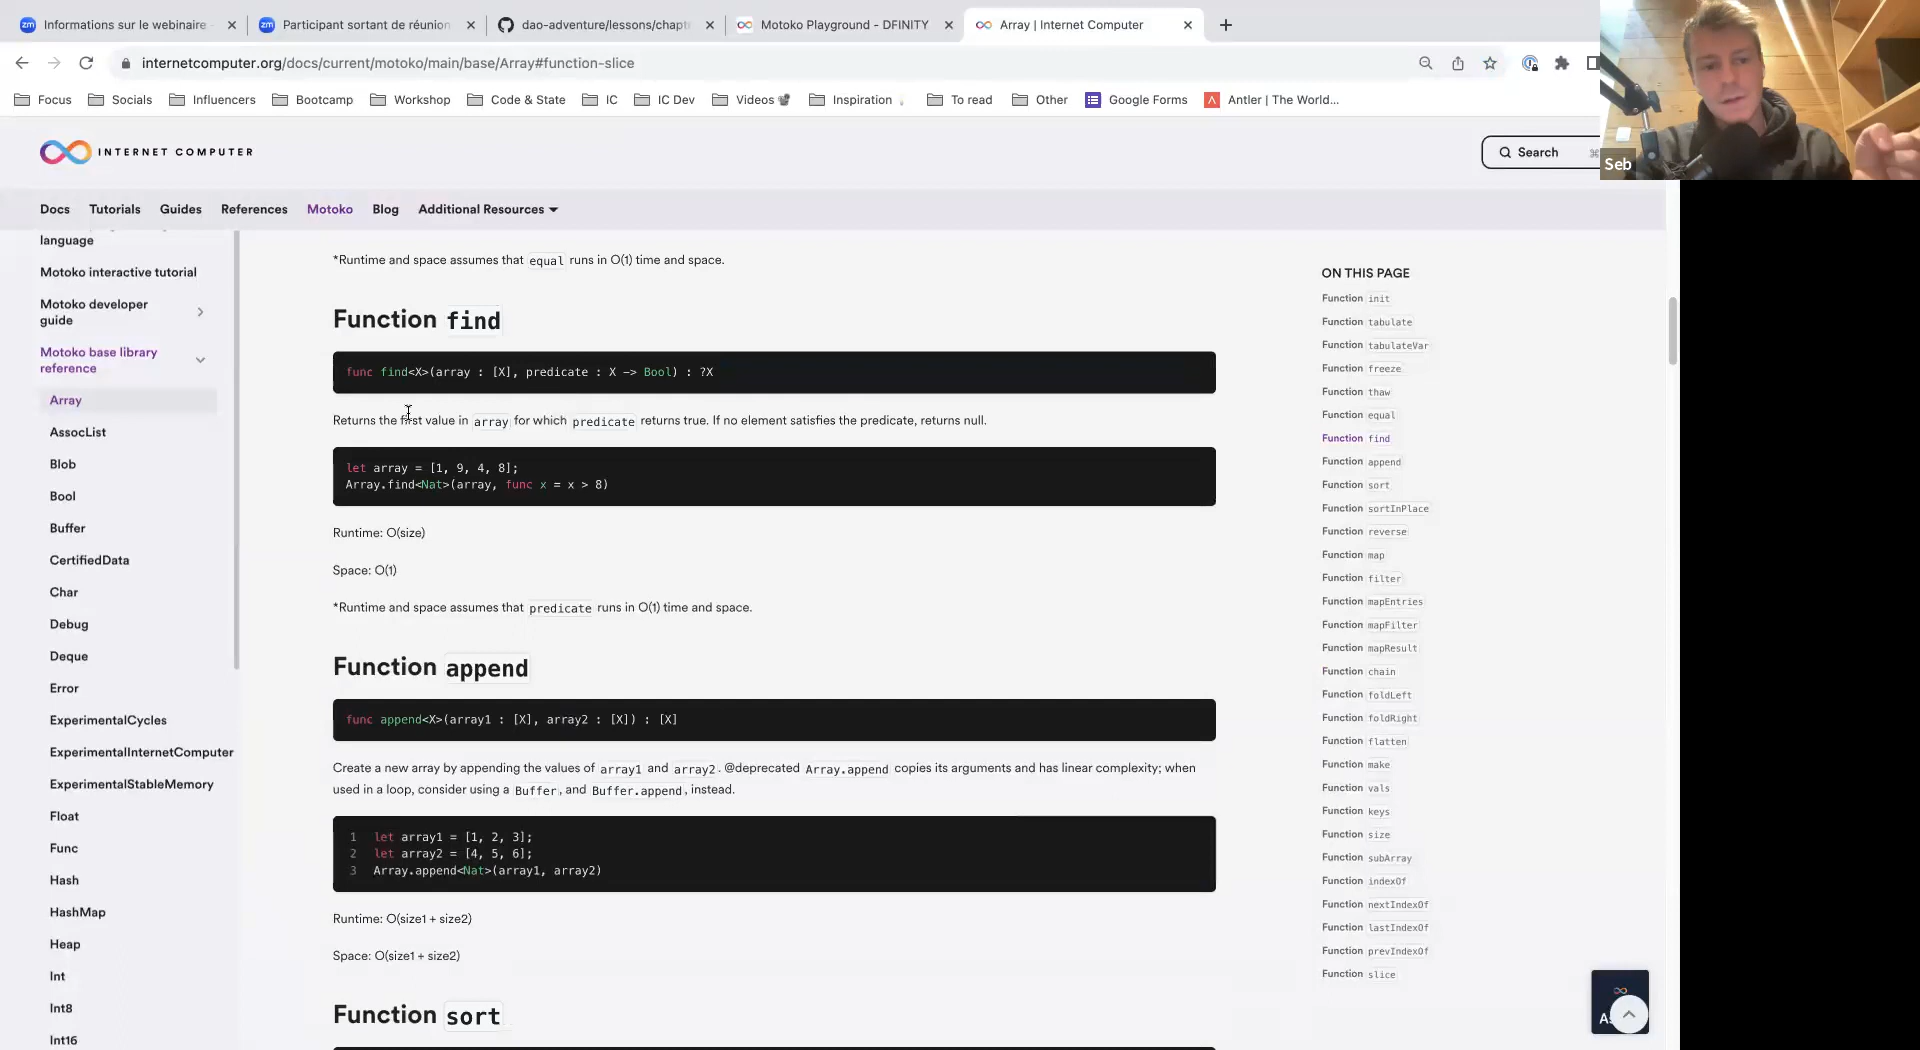 Informations sur le webinaire
Participant sortant de réunion
dao-adventure/lessons/chapt
Motoko Playground - DFINITY
Array | Internet Computer
internetcomputer.org/docs/current/motoko/main/base/Array#function-slice
Focus
Socials
Influencers
Bootcamp
Workshop
Code & State
IC
IC Dev
Videos
Inspiration
To read
Other
Google Forms
Antler | The World...
Seb
INTERNET COMPUTER
Search
Docs
Tutorials
Guides
References
Motoko
Blog
Additional Resources
language
Motoko interactive tutorial
Motoko developer
guide
Motoko base library
reference
Array
AssocList
Blob
Bool
Buffer
CertifiedData
Char
Debug
Deque
Error
ExperimentalCycles
ExperimentalInternetComputer
ExperimentalStableMemory
Float
Func
Hash
HashMap
Heap
Int
Int8
Int16
*Runtime and space assumes that equal runs in O(1) time and space.
Function find
func find<X>(array : [X], predicate : X -> Bool) : ?X
Returns the first value in array for which predicate returns true. If no element satisfies the predicate, returns null.
let array = [1, 9, 4, 8];
Array.find<Nat>(array, func x = x > 8)
Runtime: O(size)
Space: O(1)
*Runtime and space assumes that predicate runs in O(1) time and space.
Function append
func append<X>(array1 : [X], array2 : [X]) : [X]
Create a new array by appending the values of array1 and array2. @deprecated Array.append copies its arguments and has linear complexity; when
used in a loop, consider using a Buffer, and Buffer.append, instead.
1 let array1 = [1, 2, 3];
2 let array2 = [4, 5, 6];
3 Array.append<Nat>(array1, array2)
Runtime: O(size1 + size2)
Space: O(size1 + size2)
Function sort
ON THIS PAGE
Function init
Function tabulate
Function tabulateVar
Function freeze
Function thaw
Function equal
Function find
Function append
Function sort
Function sortInPlace
Function reverse
Function map
Function filter
Function mapEntries
Function mapFilter
Function mapResult
Function chain
Function foldLeft
Function foldRight
Function flatten
Function make
Function vals
Function keys
Function size
Function subArray
Function indexOf
Function nextIndexOf
Function lastIndexOf
Function prevIndexOf
Function slice